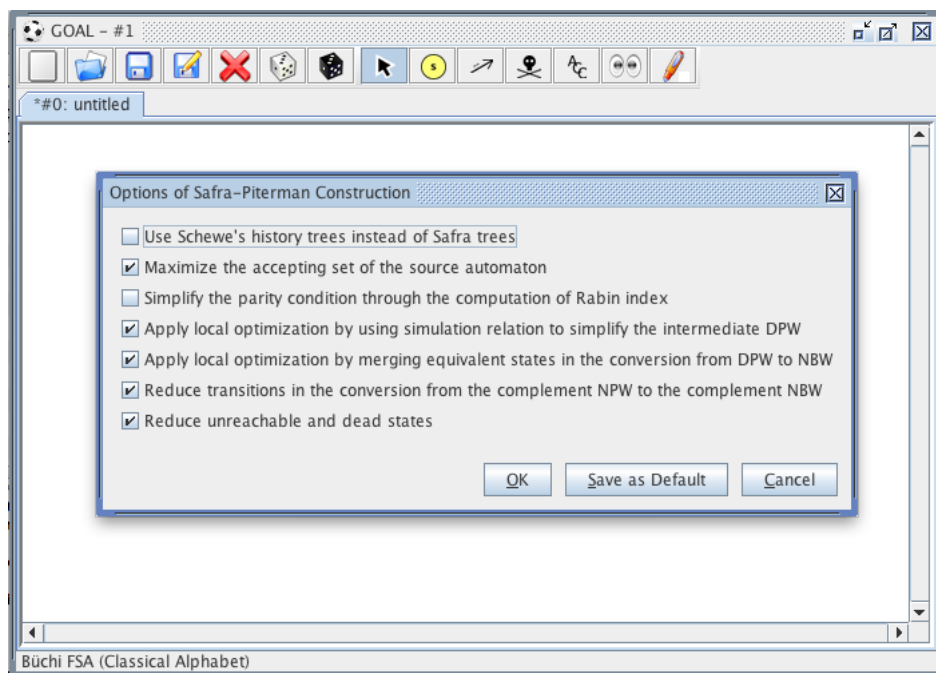 GOAL - #1
S
ACC
*#0: untitled
Options of Safra-Piterman Construction
Use Schewe's history trees instead of Safra trees
Maximize the accepting set of the source automaton
Simplify the parity condition through the computation of Rabin index
Apply local optimization by using simulation relation to simplify the intermediate DPW
Apply local optimization by merging equivalent states in the conversion from DPW to NBW
Reduce transitions in the conversion from the complement NPW to the complement NBW
Reduce unreachable and dead states
OK Save as Default Cancel
Büchi FSA (Classical Alphabet)